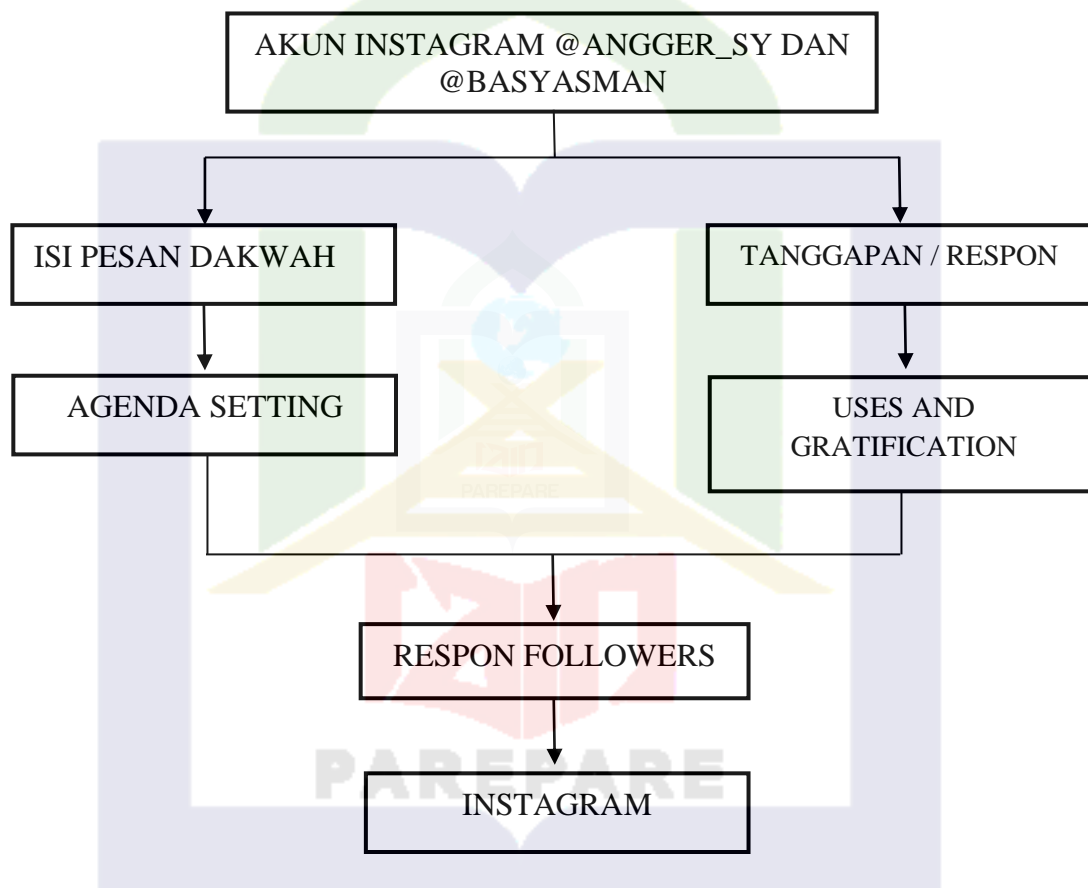 AKUN INSTAGRAM @ANGGER_SY DAN
@BASYASMAN
ISI PESAN DAKWAH
TANGGAPAN / RESPON
AGENDA SETTING
USES AND
GRATIFICATION
PAREPARE
RESPON FOLLOWERS
PAREPARE
INSTAGRAM